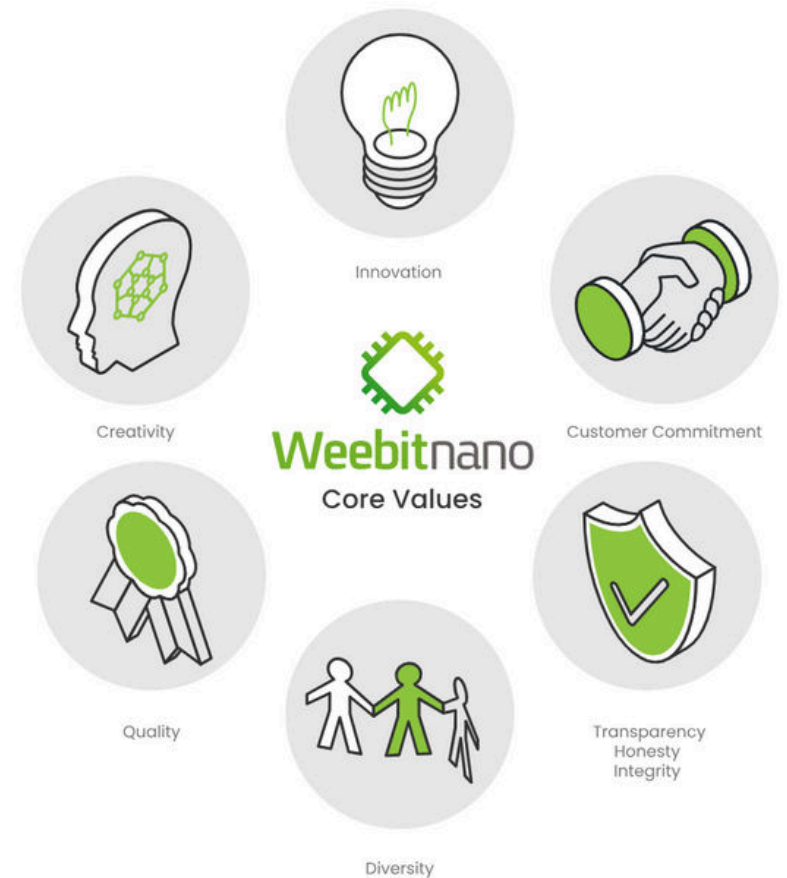 Innovation
Creativity
Customer Commitment
Weebitnano
Core Values
Quality
Transparency
Honesty
Integrity
Diversity